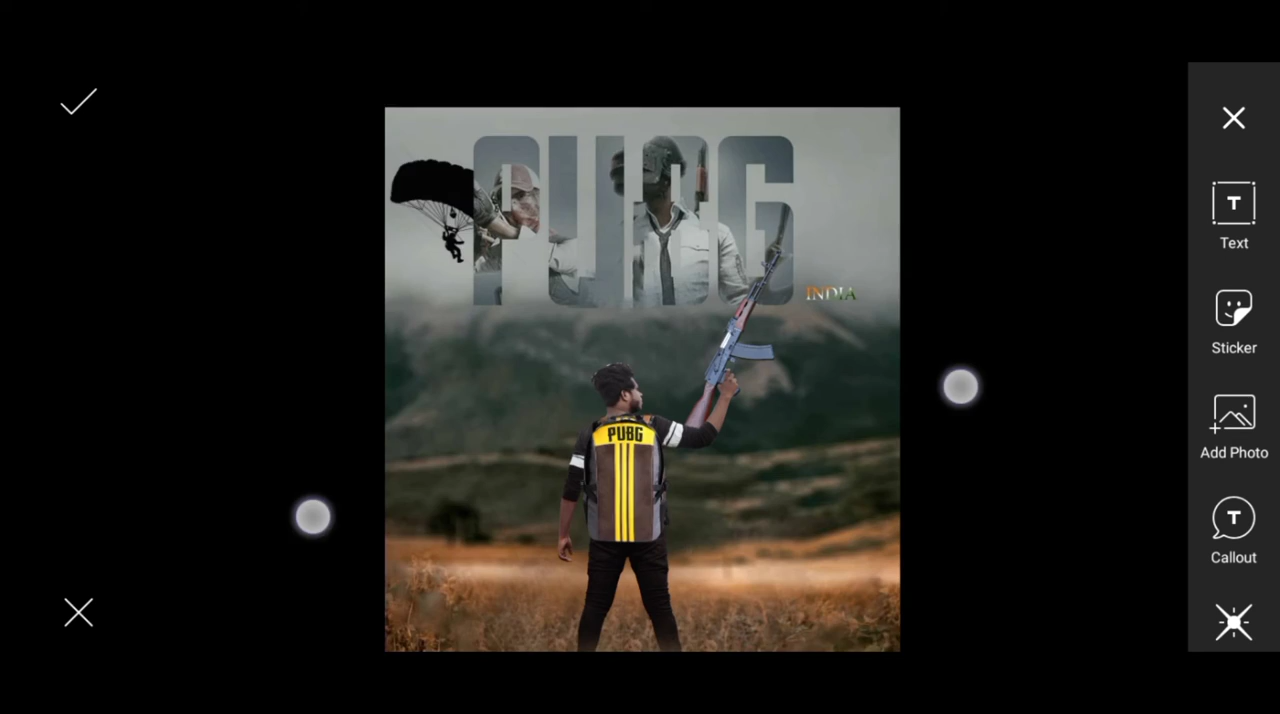 PUBG
INDIA
PUBG
T
Text
Sticker
Add Photo
T
Callout